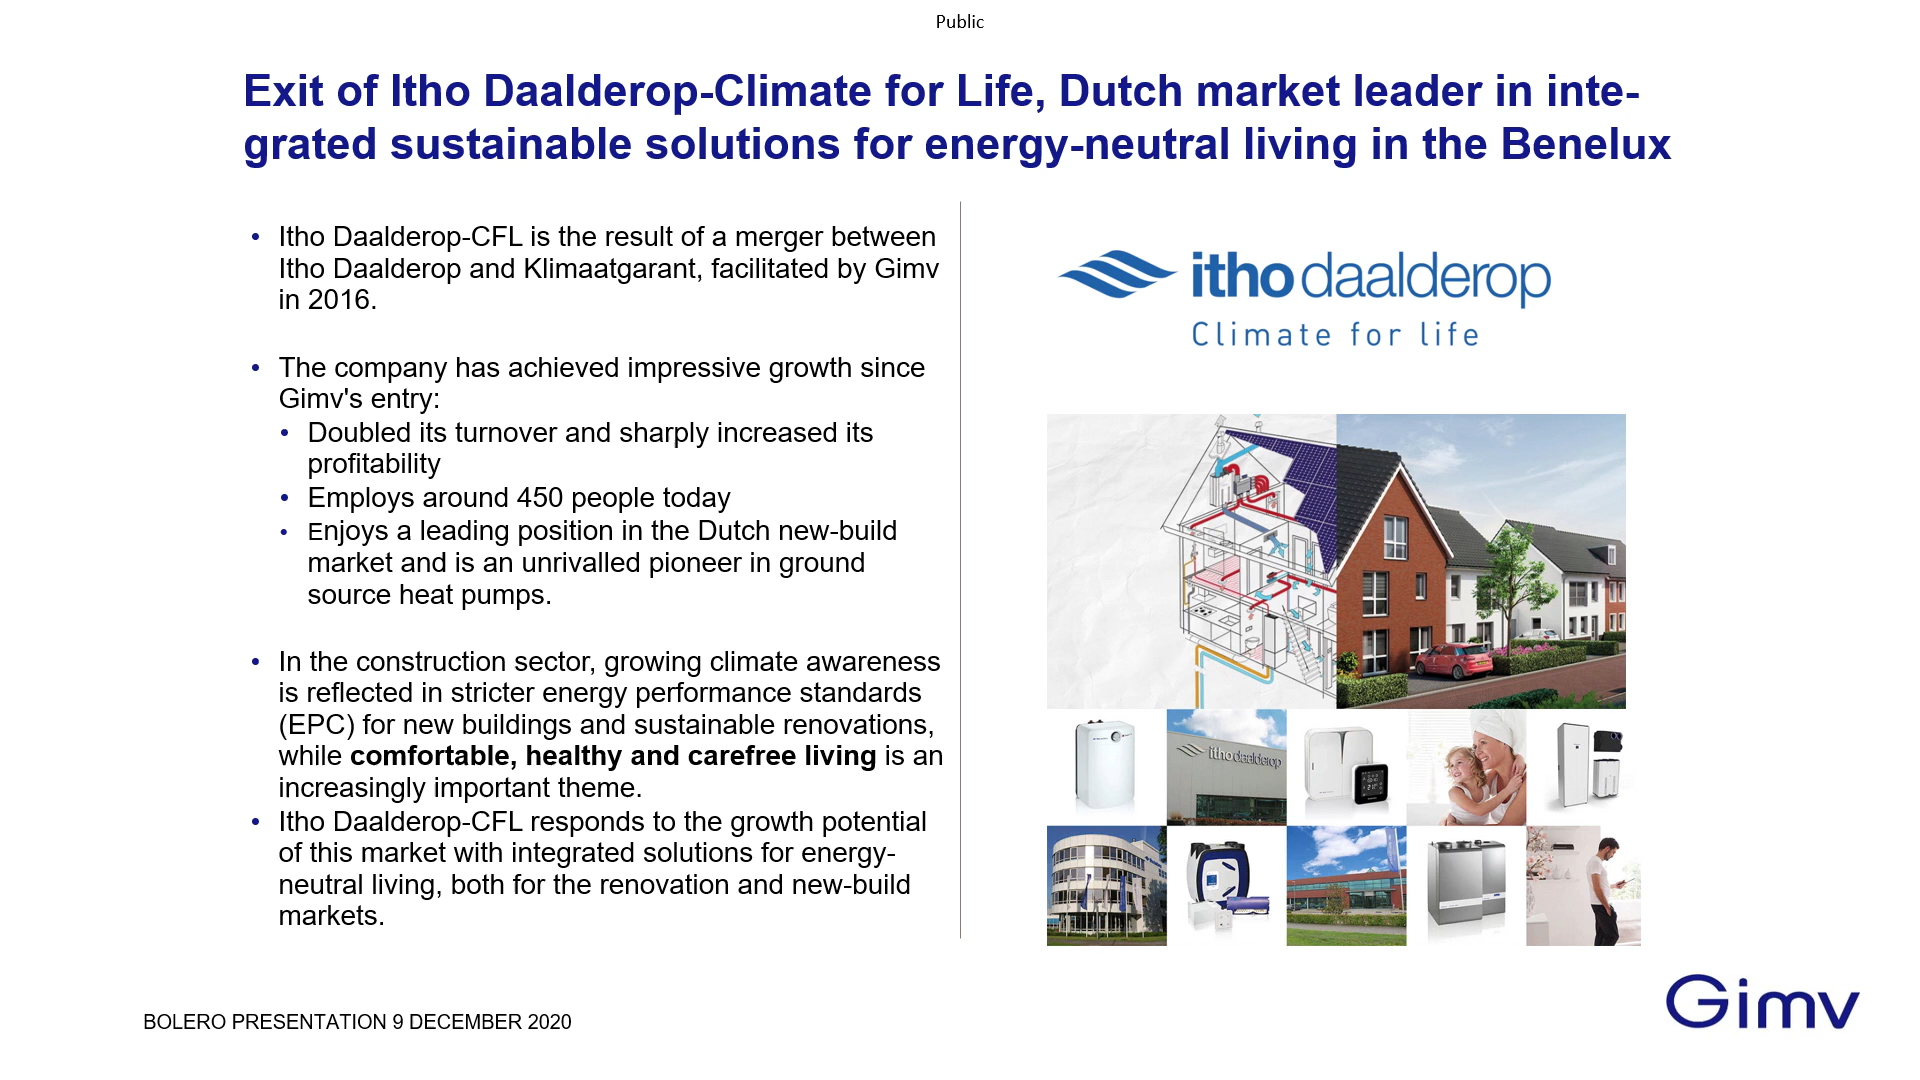 Public
Exit of Itho Daalderop-Climate for Life, Dutch market leader in inte-
grated sustainable solutions for energy-neutral living in the Benelux
• Itho Daalderop-CFL is the result of a merger between
Itho Daalderop and Klimaatgarant, facilitated by Gimv
in 2016.
• The company has achieved impressive growth since
Gimv's entry:
• Doubled its turnover and sharply increased its
profitability
• Employs around 450 people today
• Enjoys a leading position in the Dutch new-build
market and is an unrivalled pioneer in ground
source heat pumps.
• In the construction sector, growing climate awareness
is reflected in stricter energy performance standards
(EPC) for new buildings and sustainable renovations,
while comfortable, healthy and carefree living is an
increasingly important theme.
• Itho Daalderop-CFL responds to the growth potential
of this market with integrated solutions for energy-
neutral living, both for the renovation and new-build
markets.
itho daalderop
Climate for life
itho daalderop
BOLERO PRESENTATION 9 DECEMBER 2020
Gimv